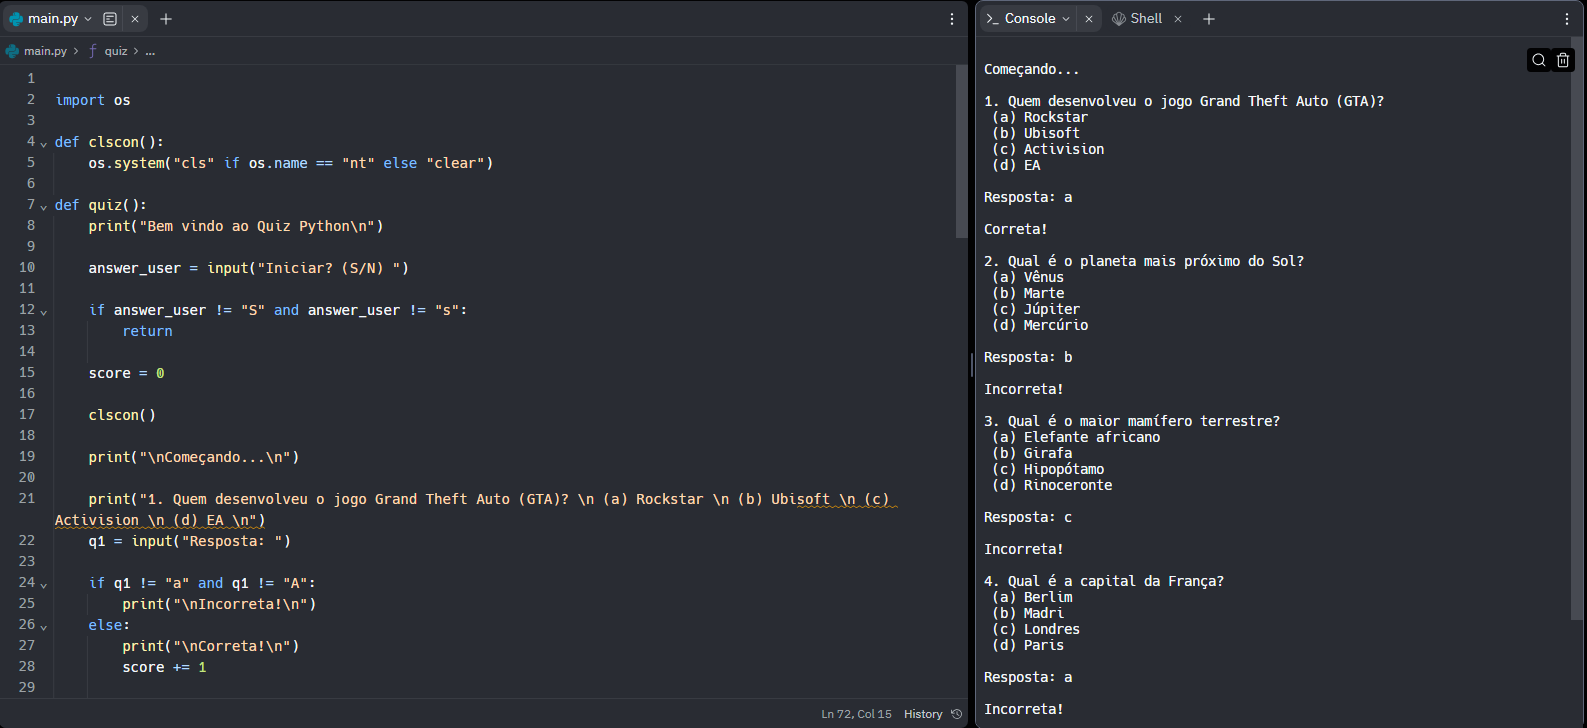 main.py
main.py > quiz > ...
1
2 import os
3
4 def clscon():
5 os.system("cls" if os.name == "nt" else "clear")
6
7 def quiz():
8 print("Bem vindo ao Quiz Python\n")
9
10 answer_user = input("Iniciar? (S/N) ")
11
12 if answer_user != "S" and answer_user != "s":
13 return
14
15 score = 0
16
17 clscon()
18
19 print("\nComeçando...\n")
20
21 print("1. Quem desenvolveu o jogo Grand Theft Auto (GTA)? \n (a) Rockstar \n (b) Ubisoft \n (c)
Activision \n (d) EA \n")
22 q1 = input("Resposta: ")
23
24 if q1 != "a" and q1 != "A":
25 print("\nIncorreta!\n")
26 else:
27 print("\nCorreta!\n")
28 score += 1
29
Ln 72, Col 15 History
Console Shell
Começando...
1. Quem desenvolveu o jogo Grand Theft Auto (GTA)?
(a) Rockstar
(b) Ubisoft
(c) Activision
(d) EA
Resposta: a
Correta!
2. Qual é o planeta mais próximo do Sol?
(a) Vênus
(b) Marte
(c) Júpiter
(d) Mercúrio
Resposta: b
Incorreta!
3. Qual é o maior mamífero terrestre?
(a) Elefante africano
(b) Girafa
(c) Hipopótamo
(d) Rinoceronte
Resposta: c
Incorreta!
4. Qual é a capital da França?
(a) Berlim
(b) Madri
(c) Londres
(d) Paris
Resposta: a
Incorreta!